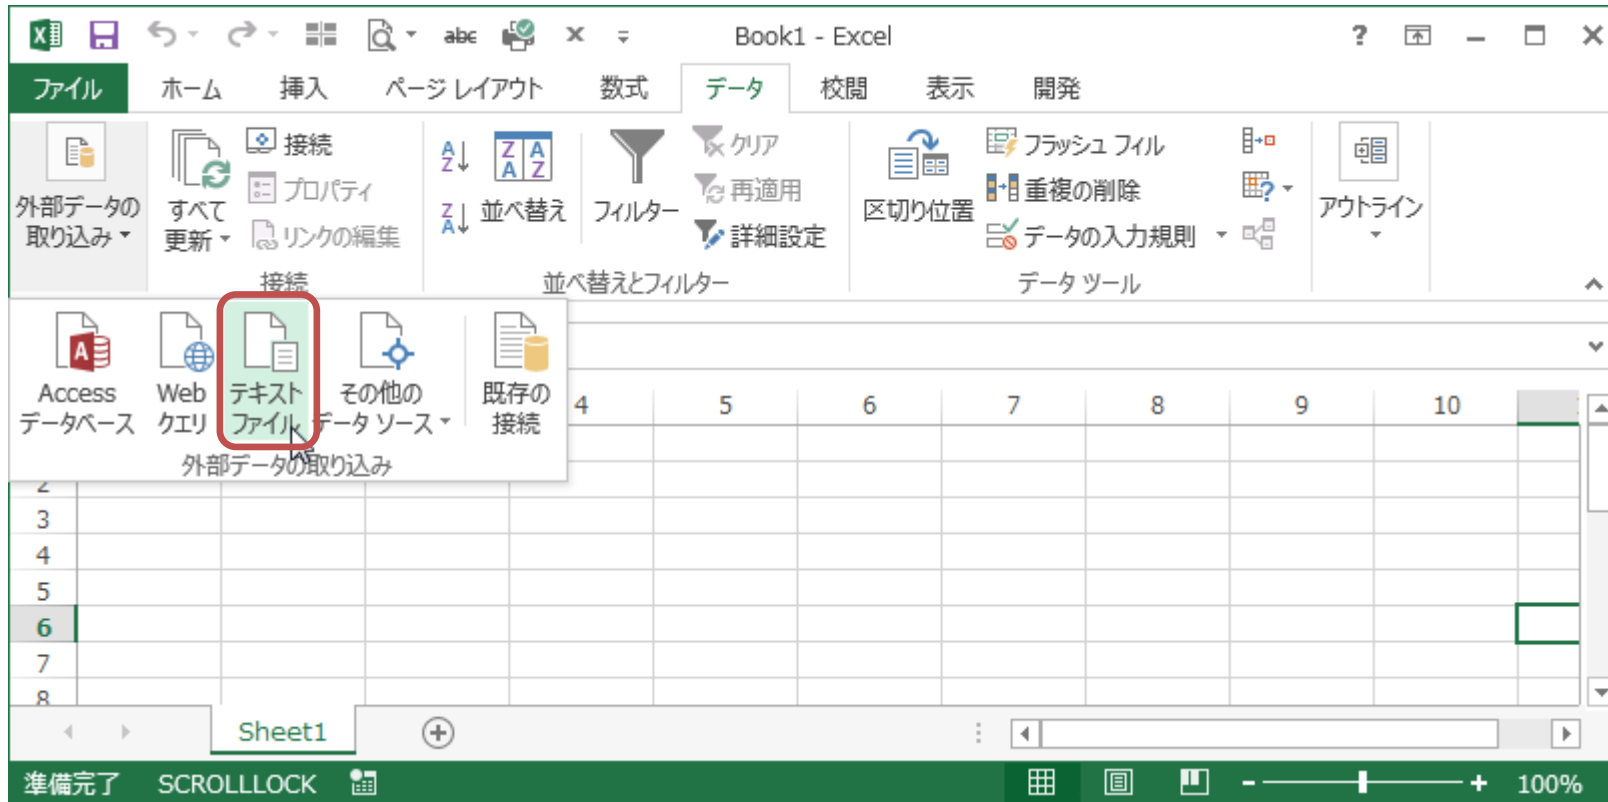 abc
Book1 - Excel
?
ファイル ホーム 挿入 ページ レイアウト 数式 データ 校閲 表示 開発
外部データの
取り込み
すべて
更新
接続
プロパティ
リンクの編集
接続
並べ替え
フィルター
クリア
再適用
詳細設定
並べ替えとフィルター
区切り位置
フラッシュ フィル
重複の削除
データの入力規則
データ ツール
アウトライン
Access
データベース
Web
クエリ
テキスト
ファイル
その他の
データ ソース
既存の
接続
外部データの取り込み
4 5 6 7 8 9 10
2
3
4
5
6
7
8
Sheet1
準備完了 SCROLLLOCK 100%